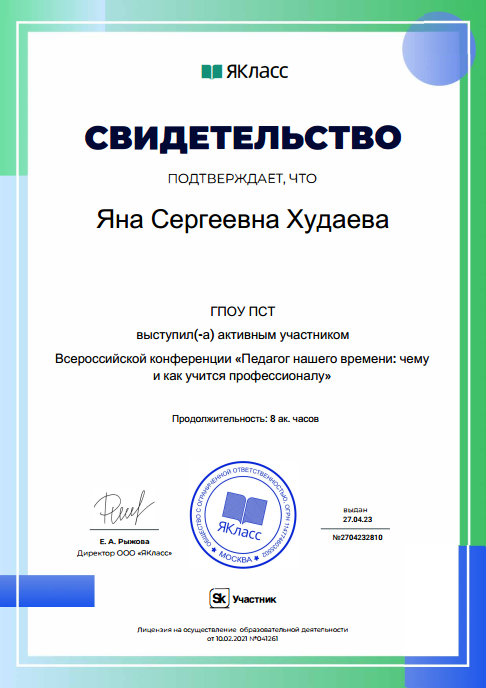 ЯКласс
СВИДЕТЕЛЬСТВО
ПОДТВЕРЖДАЕТ, ЧТО
Яна Сергеевна Худаева
ГПОУ ПСТ
выступил(-а) активным участником
Всероссийской конференции «Педагог нашего времени: чему
и как учится профессионалу»
Продолжительность: 8 ак. часов
ОБЩЕСТВО С ОГРАНИЧЕННОЙ ОТВЕТСТВЕННОСТЬЮ, ОГРН
ЯКласс
★ МОСКВА ★
Е. А. Рыжова
Директор ООО «ЯКласс»
выдан
27.04.23
№2704232810
Sk Участник
Лицензия на осуществление образовательной деятельности
от 10.02.2021 №041261